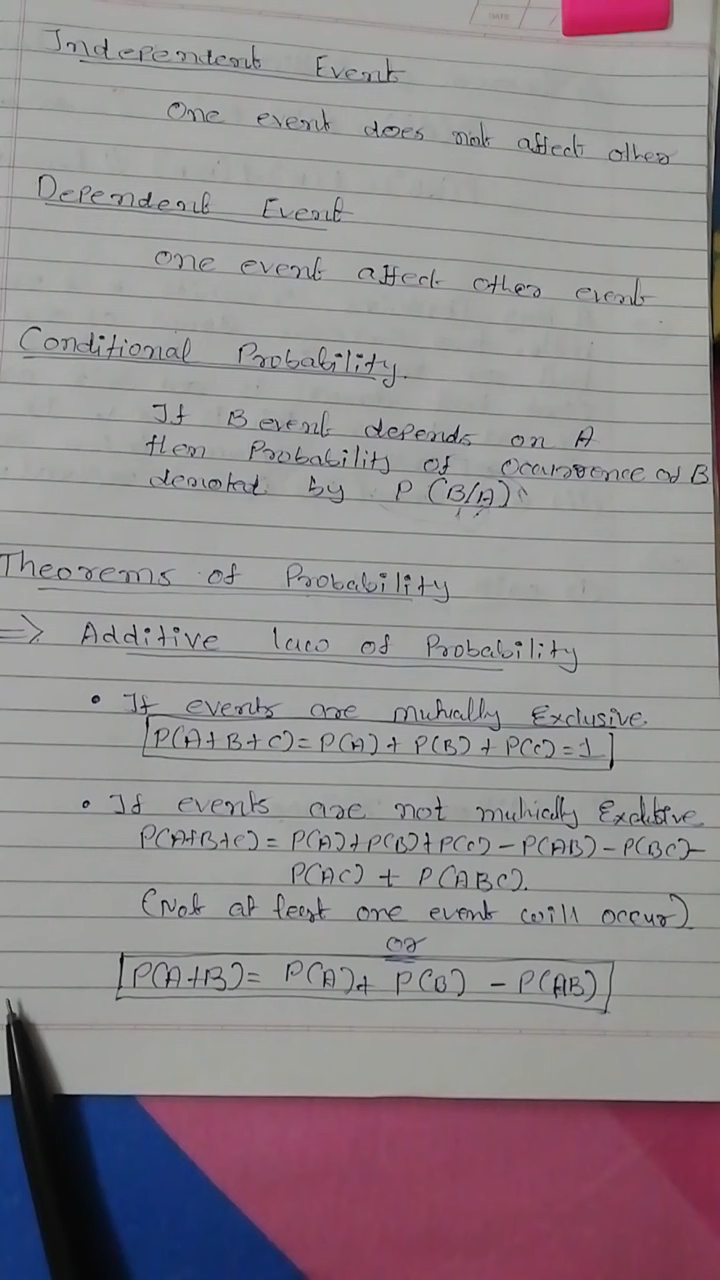 DATE
Independent Event
One event does not affect other
Dependent Event
one event affect other event
Conditional Probability.
If B event depends on A
then Probability of Occurrence of B
denoted by P(B/A)
Theorems of Probability
=> Additive law of Probability
• If events are mutually Exclusive.
P(A+B+C)= P(A)+ P(B)+ P(C)=1
• If events are not mutually Exclusive
P(A+B+C)= P(A)+P(B)+P(C)-P(AB)-P(BC)-
P(AC) + P(ABC).
(Not at least one event will occur)
or
P(A+B)= P(A)+ P(B) - P(AB)